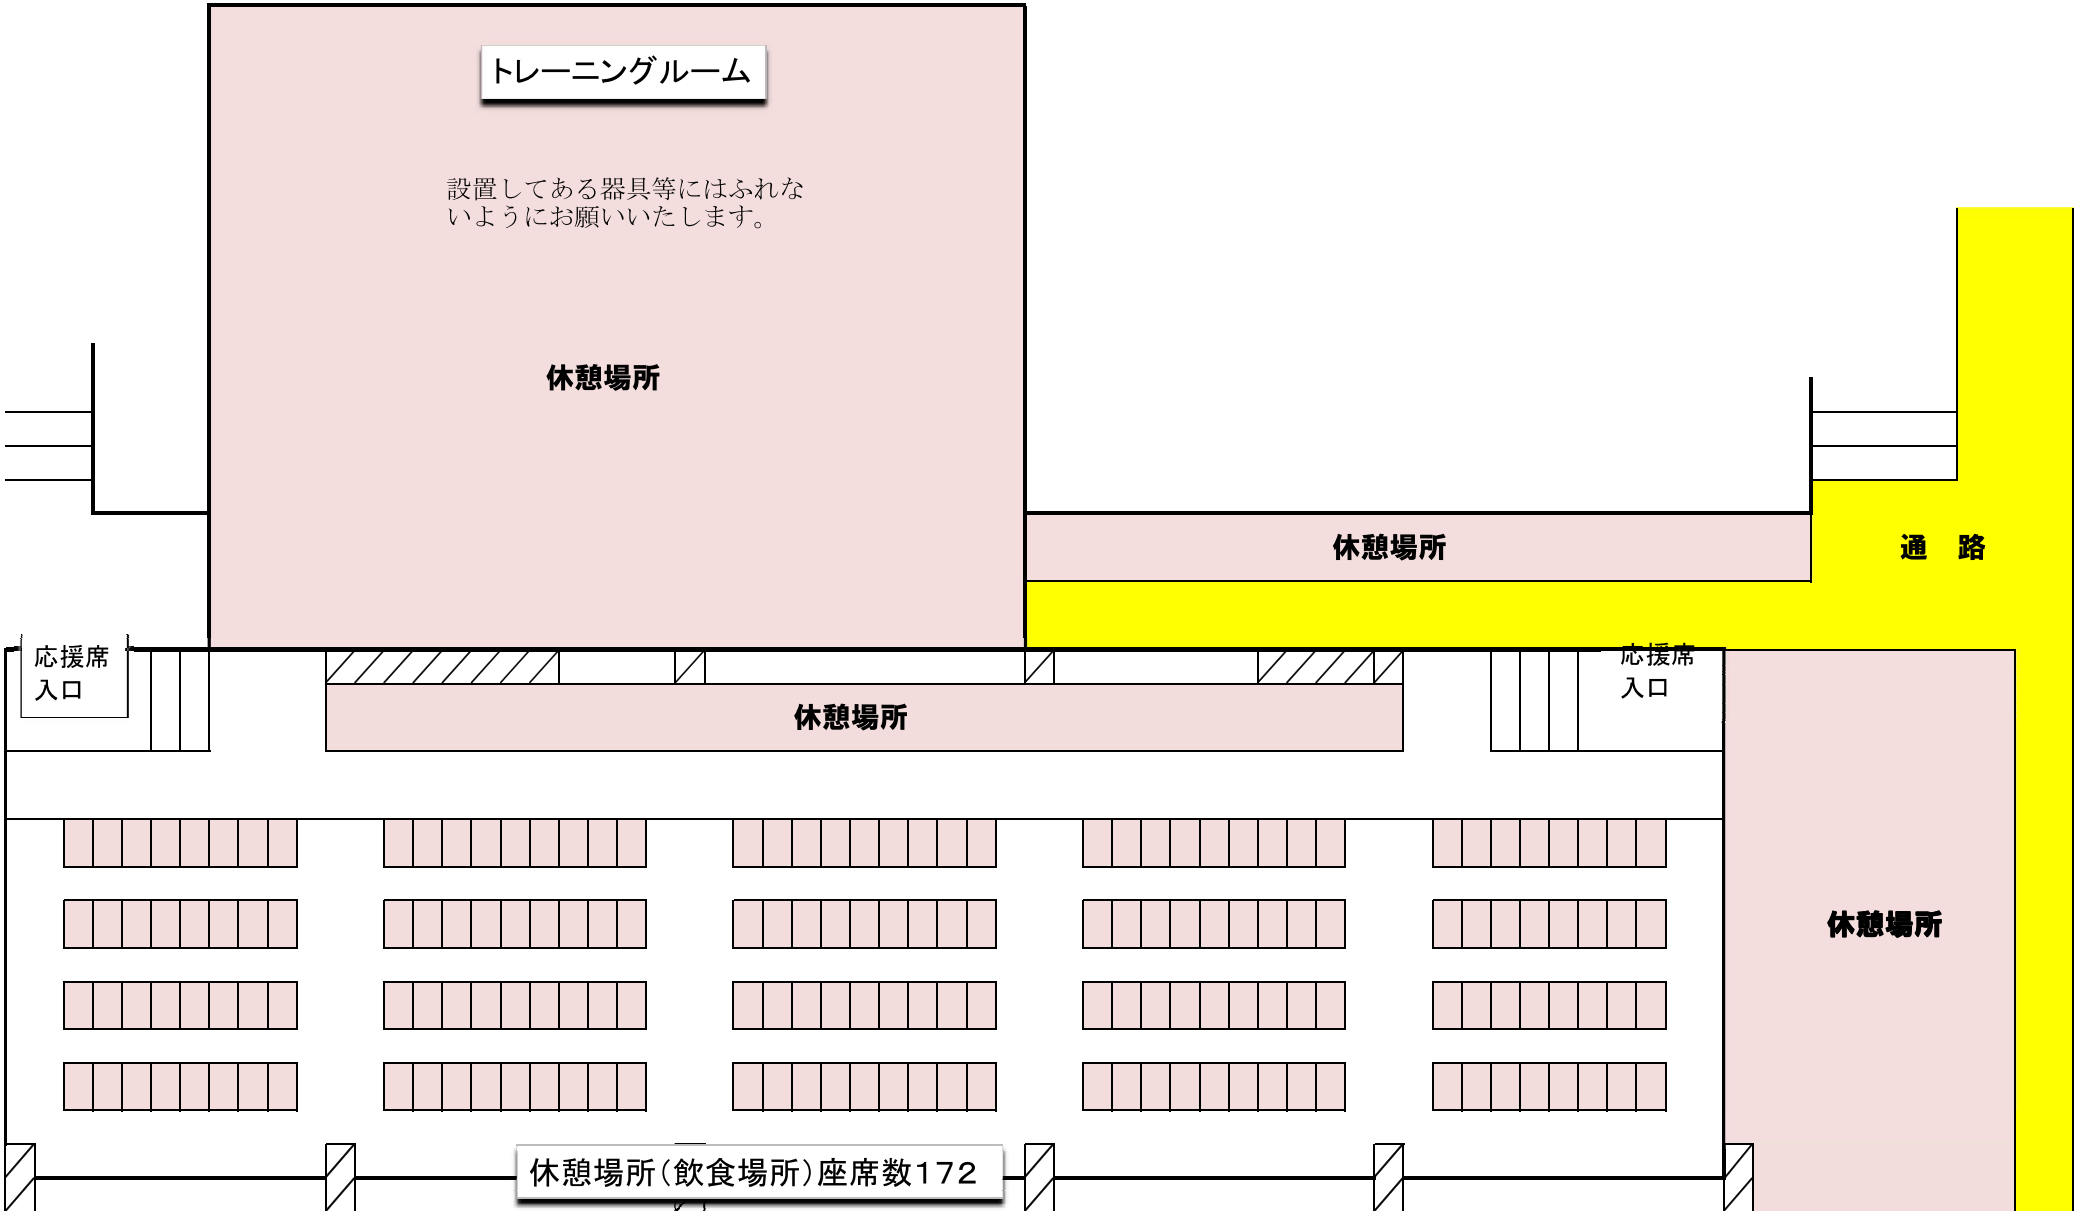 トレーニングルーム
設置してある器具等にはふれな
いようにお願いいたします。
休憩場所
休憩場所
通　路
応援席
入口
休憩場所
応援席
入口
休憩場所
休憩場所（飲食場所）座席数１７２